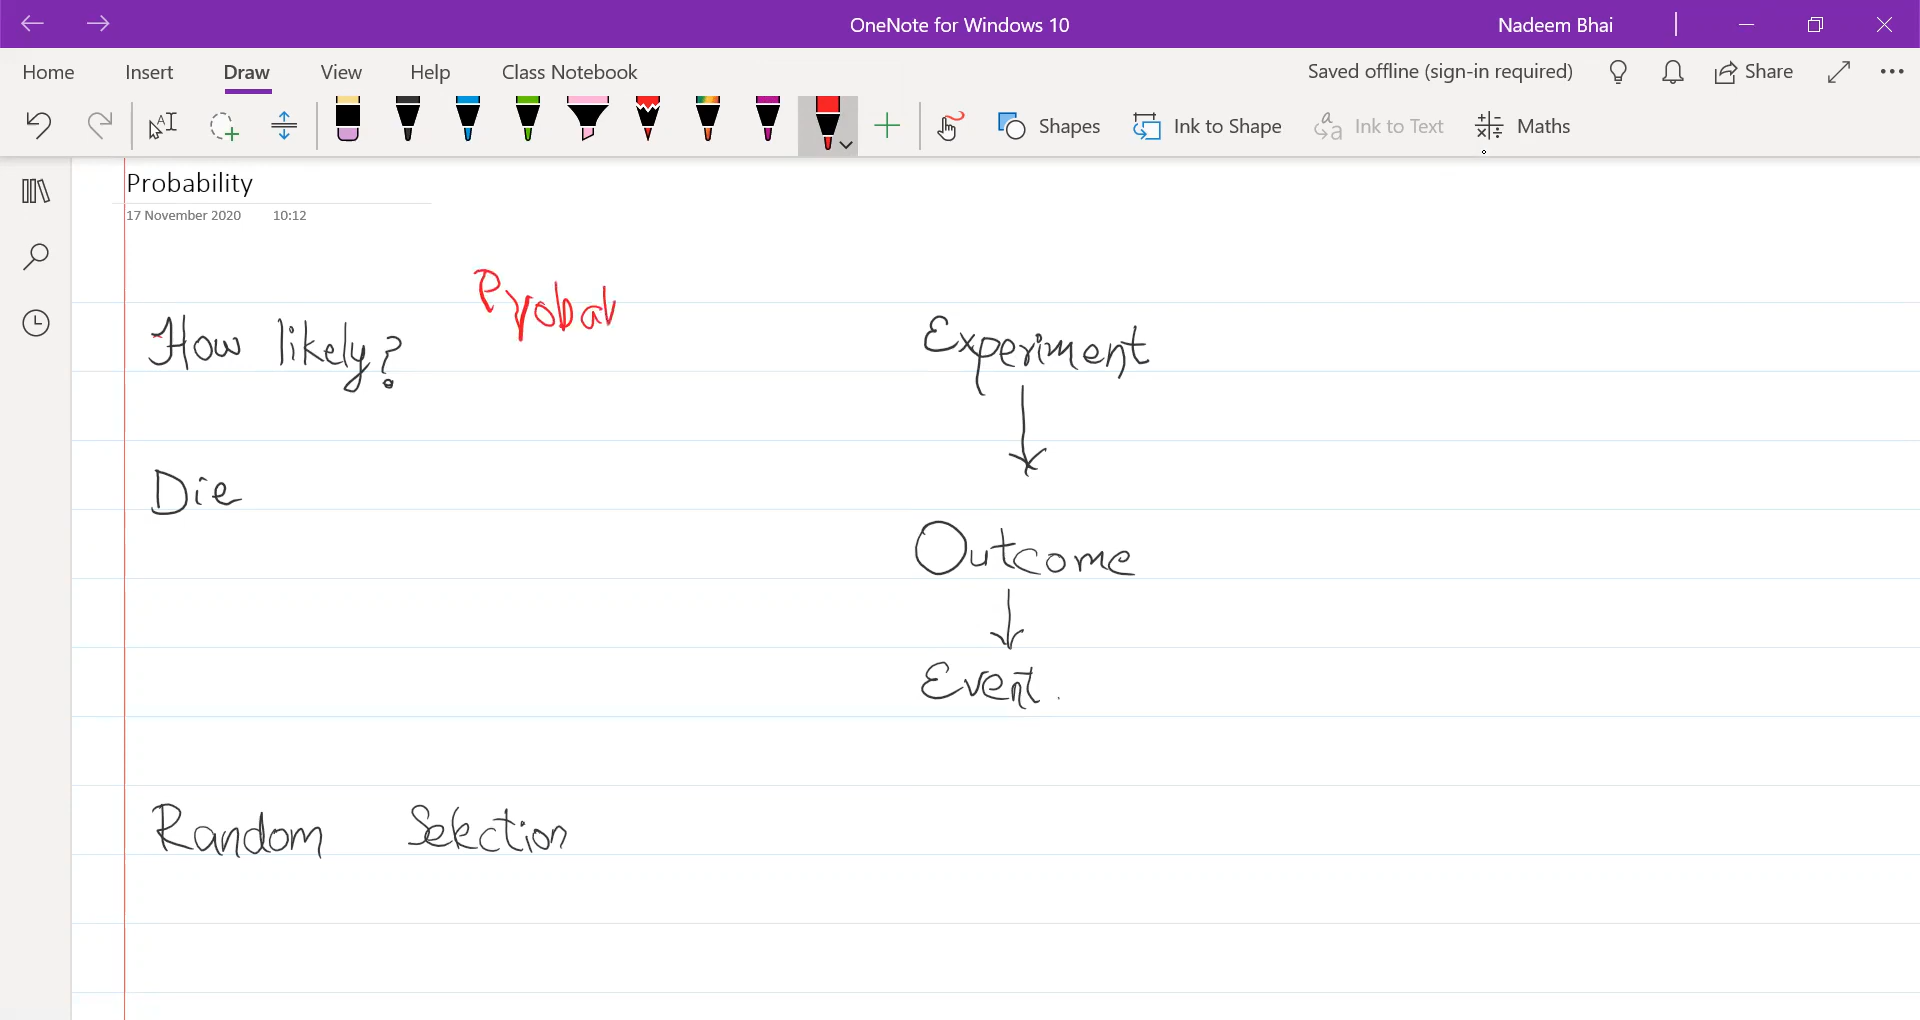 OneNote for Windows 10 Nadeem Bhai
Home Insert Draw View Help Class Notebook Saved offline (sign-in required) Share
Shapes Ink to Shape Ink to Text Maths
Probability
17 November 2020 10:12
Probab
How likely? Experiment
Die
Outcome
Event.
Random Selection